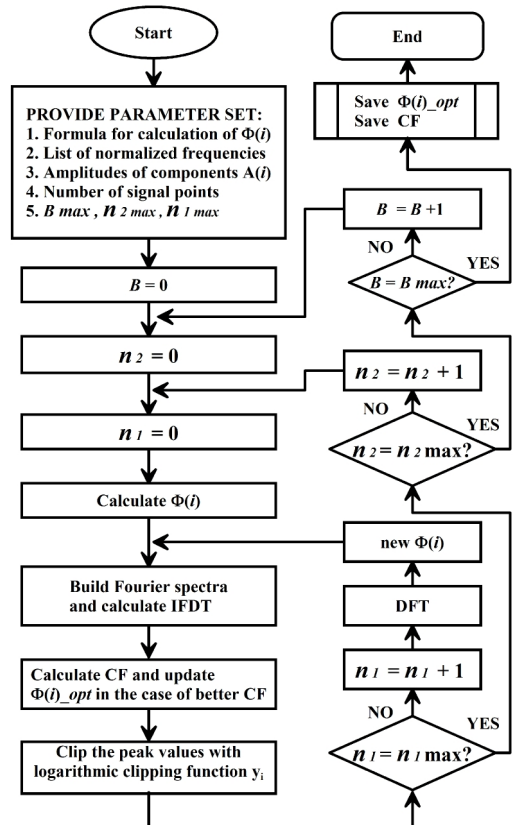 Start
PROVIDE PARAMETER SET:
1. Formula for calculation of Φ(i)
2. List of normalized frequencies
3. Amplitudes of components A(i)
4. Number of signal points
5. B max , n 2 max , n 1 max
B = 0
n 2 = 0
n 1 = 0
Calculate Φ(i)
Build Fourier spectra
and calculate IFDT
Calculate CF and update
Φ(i)_opt in the case of better CF
Clip the peak values with
logarithmic clipping function yi
End
Save Φ(i)_opt
Save CF
B = B +1
NO
YES
B = B max?
n 2 = n 2 + 1
NO
YES
n 2 = n 2 max?
new Φ(i)
DFT
n 1 = n 1 + 1
NO
YES
n 1 = n 1 max?